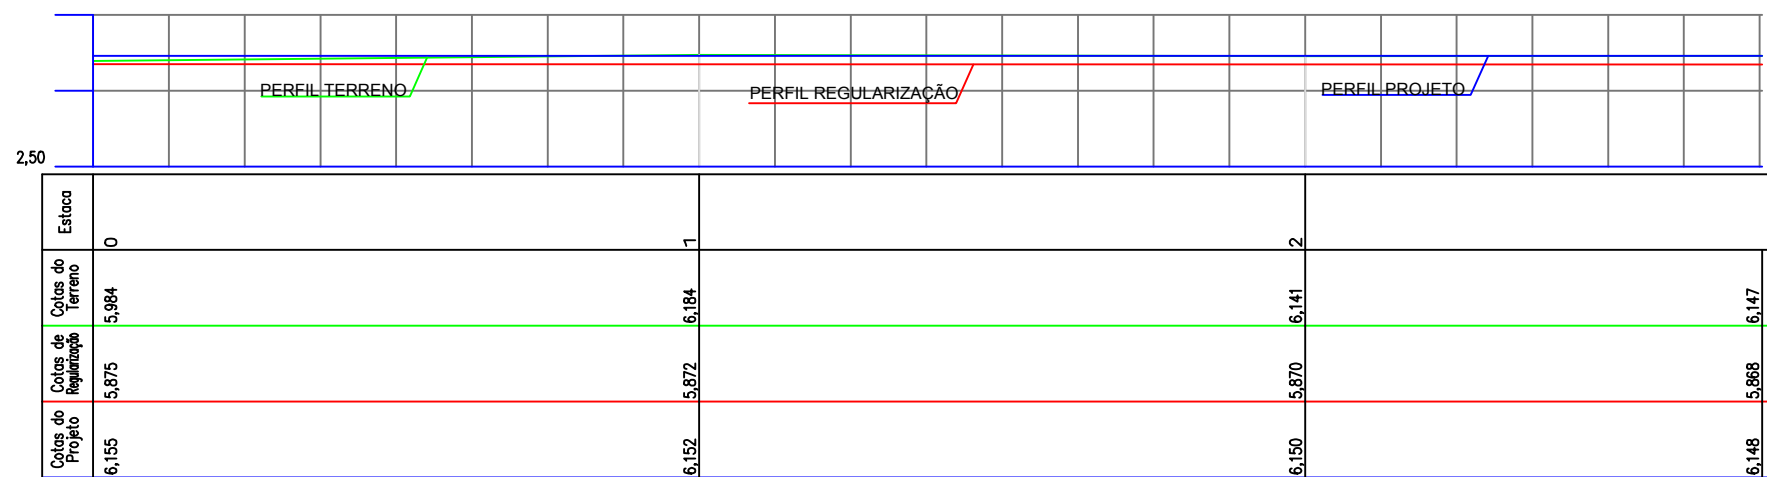 PERFIL TERRENO
PERFIL REGULARIZAÇÃO
PERFIL PROJETO
2,50
Estaca
0
1
2
Cotas do
Terreno
5,984
6,184
6,141
6,147
Cotas de
Regularização
5,875
5,872
5,870
5,868
Cotas do
Projeto
6,155
6,152
6,150
6,148